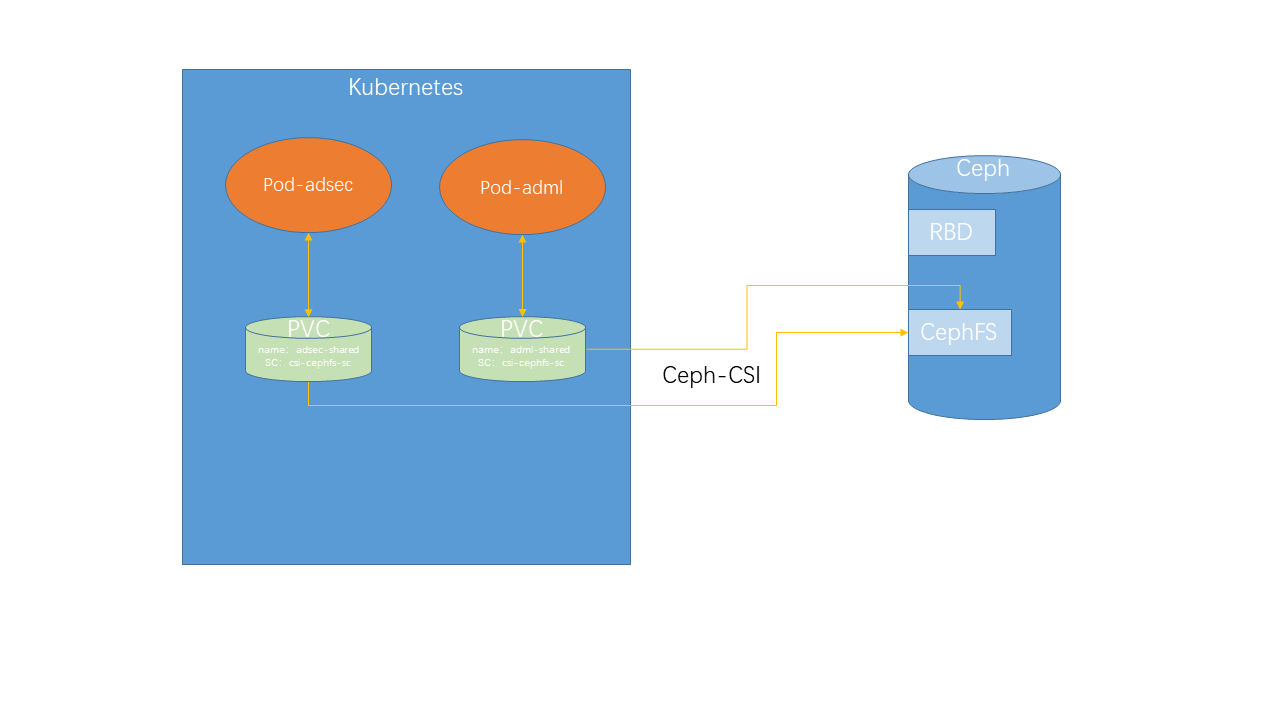 Kubernetes
Pod-adsec
Pod-adml
PVC
name: adsec-shared
SC: csi-cephfs-sc
PVC
name: adml-shared
SC: csi-cephfs-sc
Ceph-CSI
Ceph
RBD
CephFS